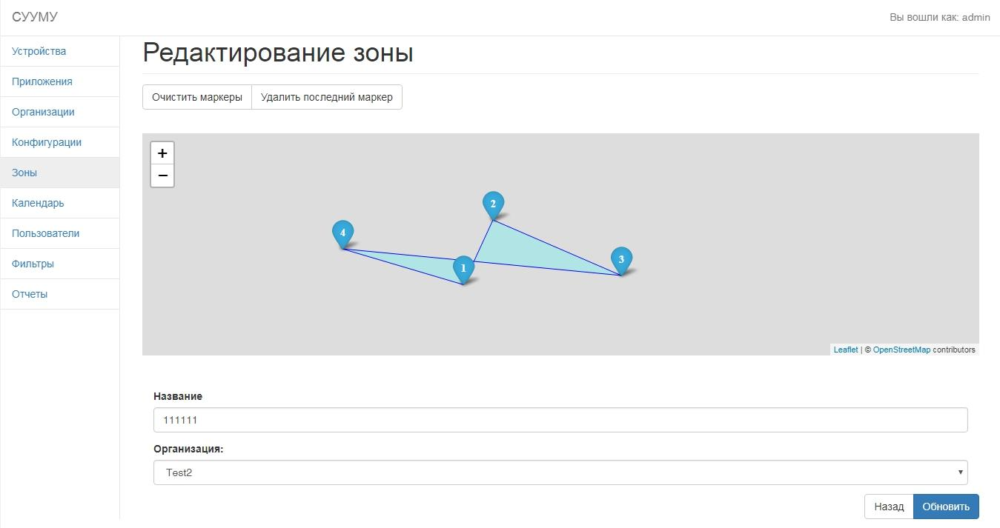 СУУМУ
Вы вошли как: admin
Устройства
Приложения
Организации
Конфигурации
Зоны
Календарь
Пользователи
Фильтры
Отчеты
Редактирование зоны
Очистить маркеры
Удалить последний маркер
+
−
2
4
3
1
Leaflet | © OpenStreetMap contributors
Название
111111
Организация:
Test2
Назад
Обновить